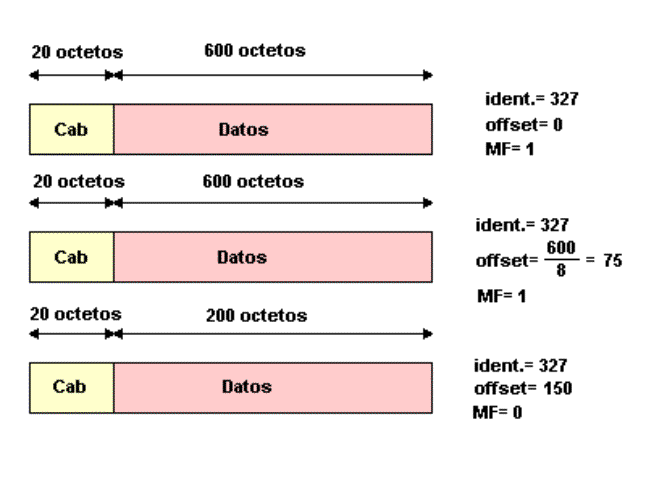 20 octetos 600 octetos
Cab Datos
ident.= 327
offset= 0
MF= 1
20 octetos 600 octetos
Cab Datos
ident.= 327
offset= 600/8 = 75
MF= 1
20 octetos 200 octetos
Cab Datos
ident.= 327
offset= 150
MF= 0